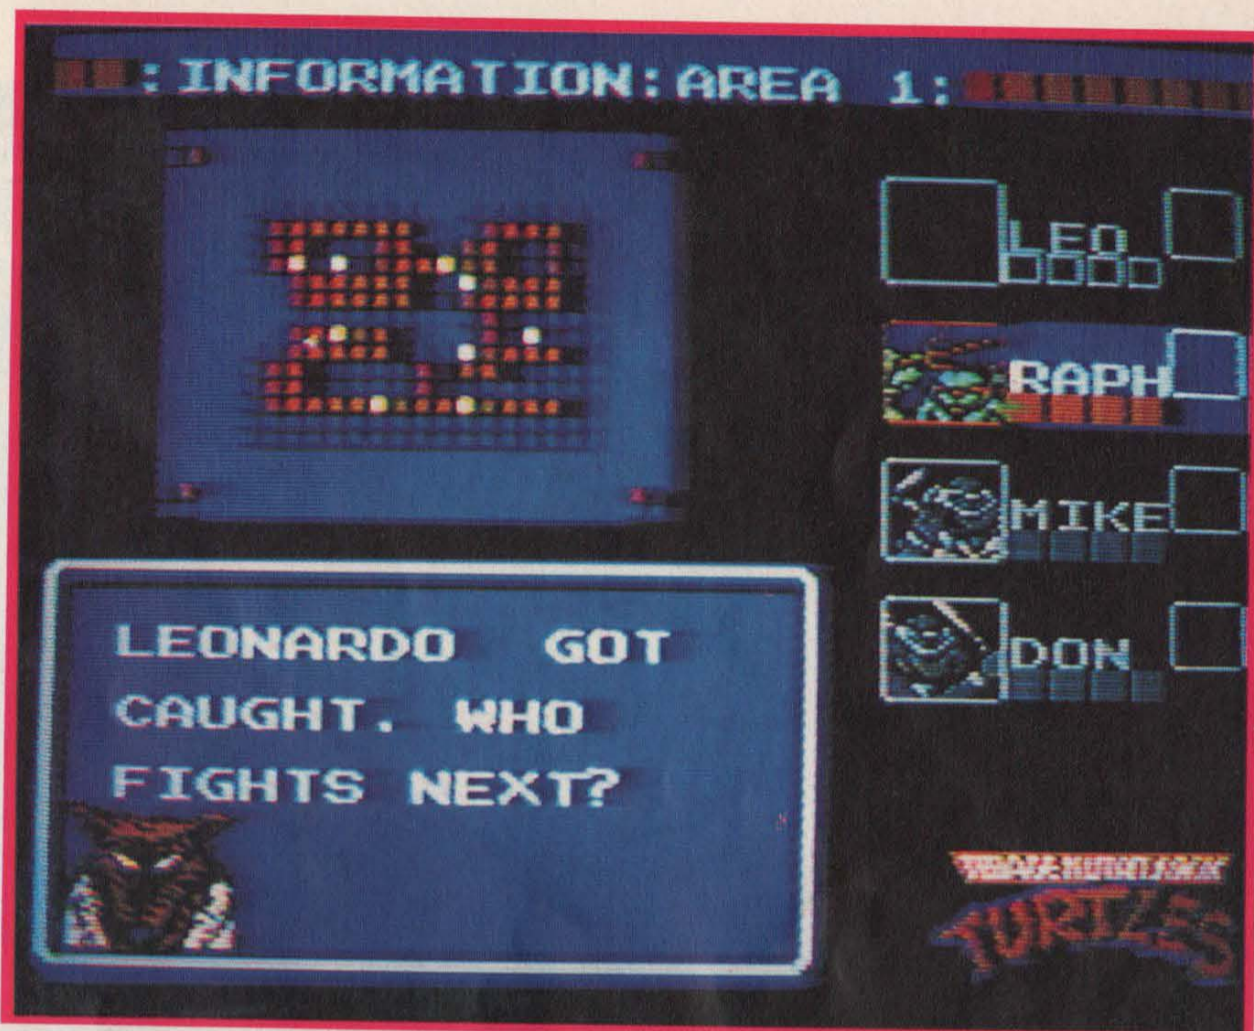 :INFORMATION:AREA 1:
LEO
RAPH
MIKE
DON
LEONARDO GOT
CAUGHT. WHO
FIGHTS NEXT?
TURTLES